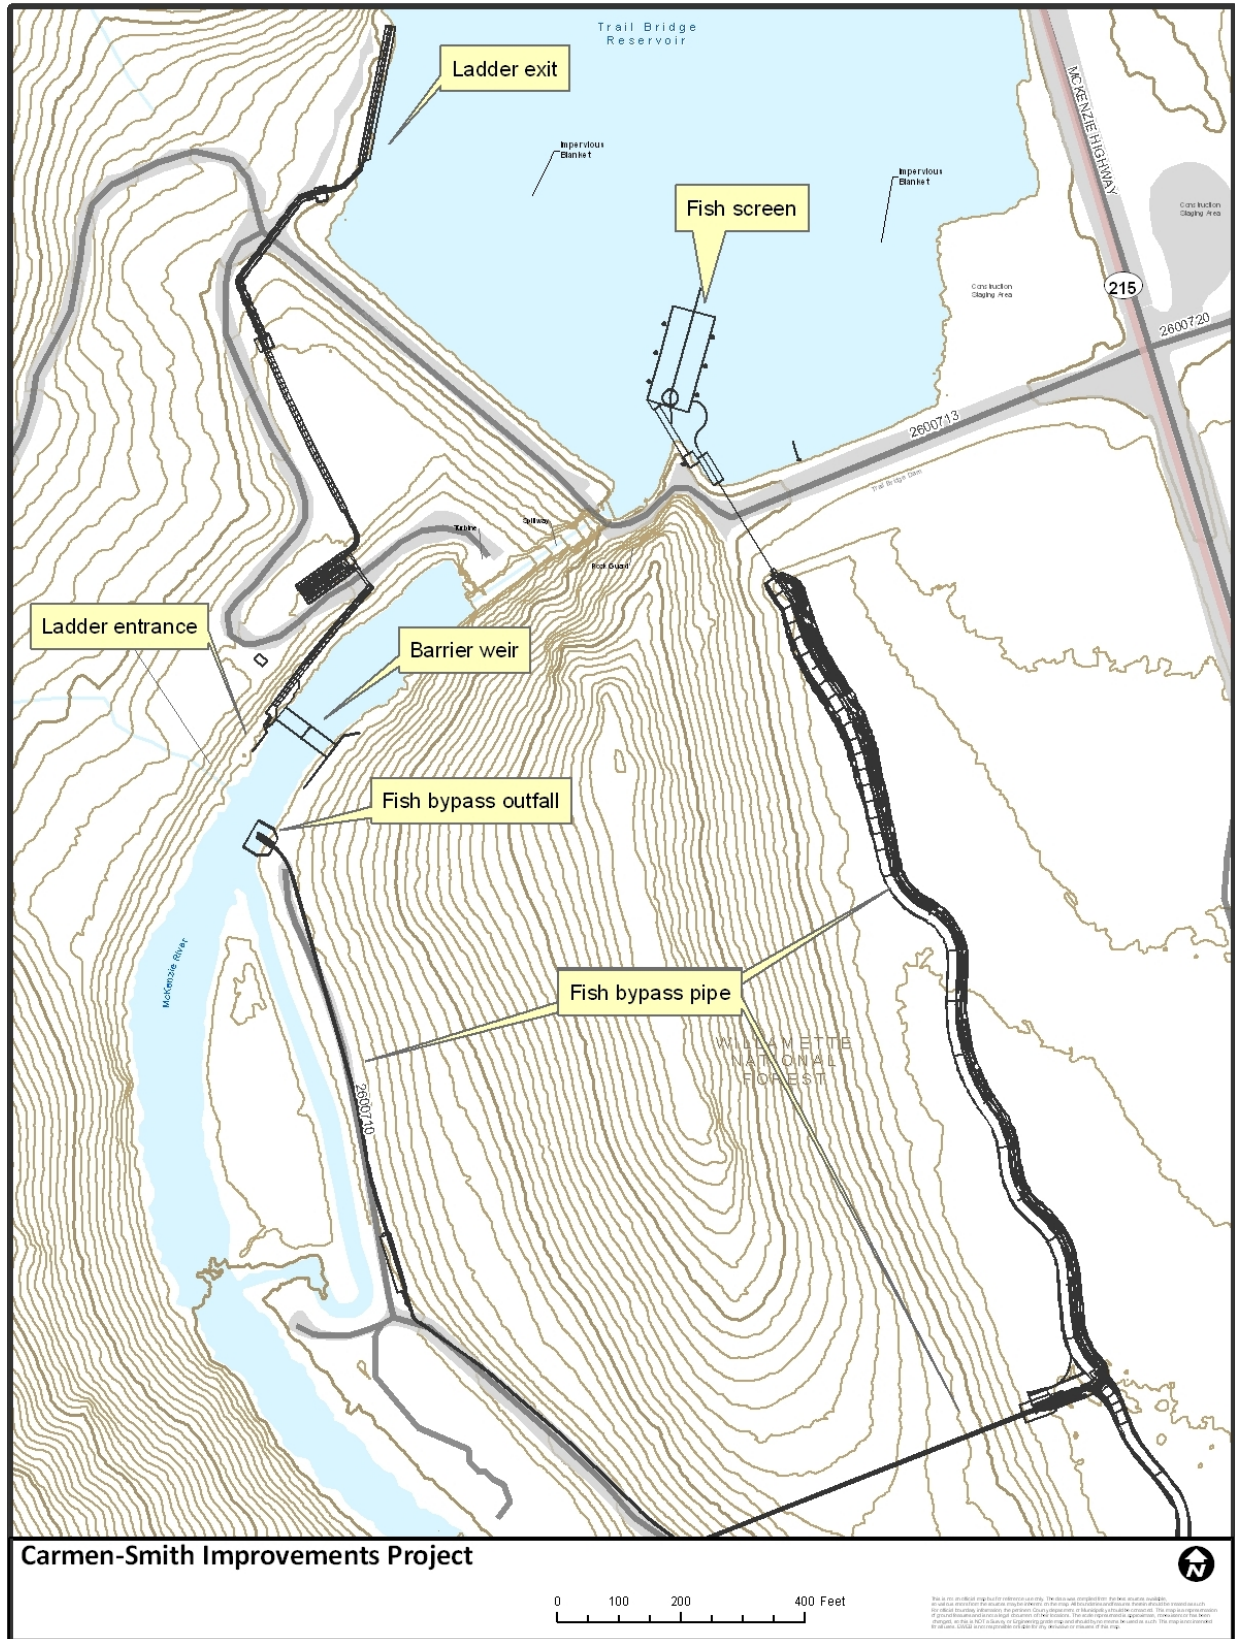 Trail Bridge
Reservoir
Ladder exit
MCKENZIE HIGHWAY
Impervious
Blanket
Impervious
Blanket
Fish screen
Construction
Staging Area
Construction
Staging Area
215
2600720
2600713
Trail Bridge Dam
Turbine
Spillway
Ladder entrance
Barrier weir
Fish bypass outfall
McKenzie River
Fish bypass pipe
WILLAMETTE
NATIONAL
FOREST
2600710
Carmen-Smith Improvements Project
N
0 100 200 400 Feet